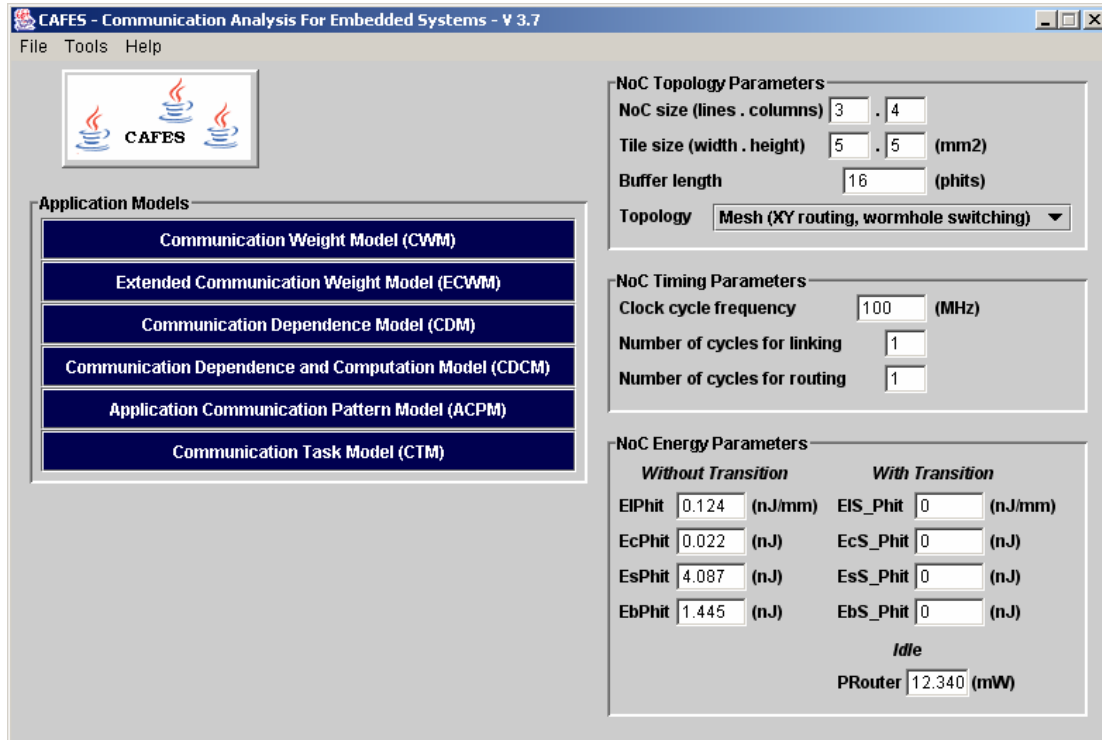 CAFES - Communication Analysis For Embedded Systems - V 3.7
File Tools Help
CAFES
Application Models
Communication Weight Model (CWM)
Extended Communication Weight Model (ECWM)
Communication Dependence Model (CDM)
Communication Dependence and Computation Model (CDCM)
Application Communication Pattern Model (ACPM)
Communication Task Model (CTM)
NoC Topology Parameters
NoC size (lines . columns) 3 . 4
Tile size (width . height) 5 . 5 (mm2)
Buffer length 16 (phits)
Topology Mesh (XY routing, wormhole switching)
NoC Timing Parameters
Clock cycle frequency 100 (MHz)
Number of cycles for linking 1
Number of cycles for routing 1
NoC Energy Parameters
Without Transition With Transition
ElPhit 0.124 (nJ/mm) ElS_Phit 0 (nJ/mm)
EcPhit 0.022 (nJ) EcS_Phit 0 (nJ)
EsPhit 4.087 (nJ) EsS_Phit 0 (nJ)
EbPhit 1.445 (nJ) EbS_Phit 0 (nJ)
Idle
PRouter 12.340 (mW)